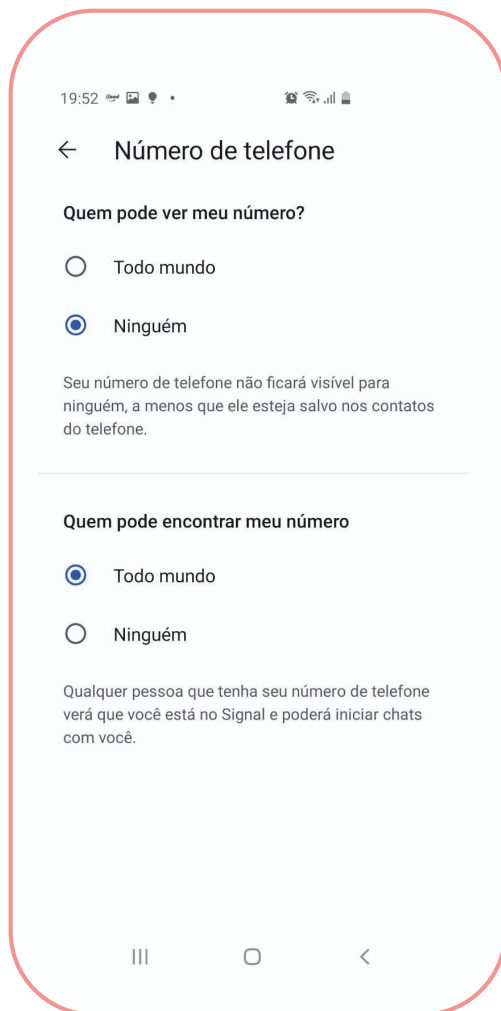 19:52
Número de telefone
Quem pode ver meu número?
Todo mundo
Ninguém
Seu número de telefone não ficará visível para
ninguém, a menos que ele esteja salvo nos contatos
do telefone.
Quem pode encontrar meu número
Todo mundo
Ninguém
Qualquer pessoa que tenha seu número de telefone
verá que você está no Signal e poderá iniciar chats
com você.